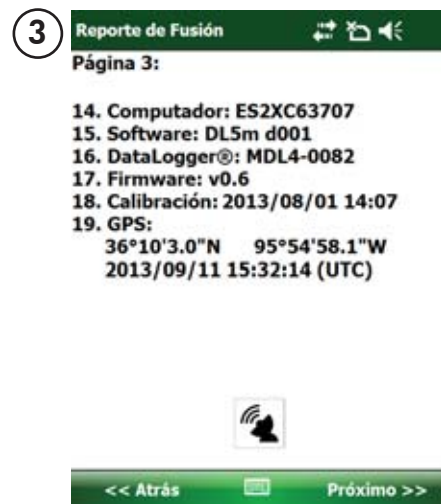 3
Reporte de Fusión
Página 3:
14. Computador: ES2XC63707
15. Software: DL5m d001
16. DataLogger®: MDL4-0082
17. Firmware: v0.6
18. Calibración: 2013/08/01 14:07
19. GPS:
36°10'3.0"N 95°54'58.1"W
2013/09/11 15:32:14 (UTC)
<< Atrás Próximo >>